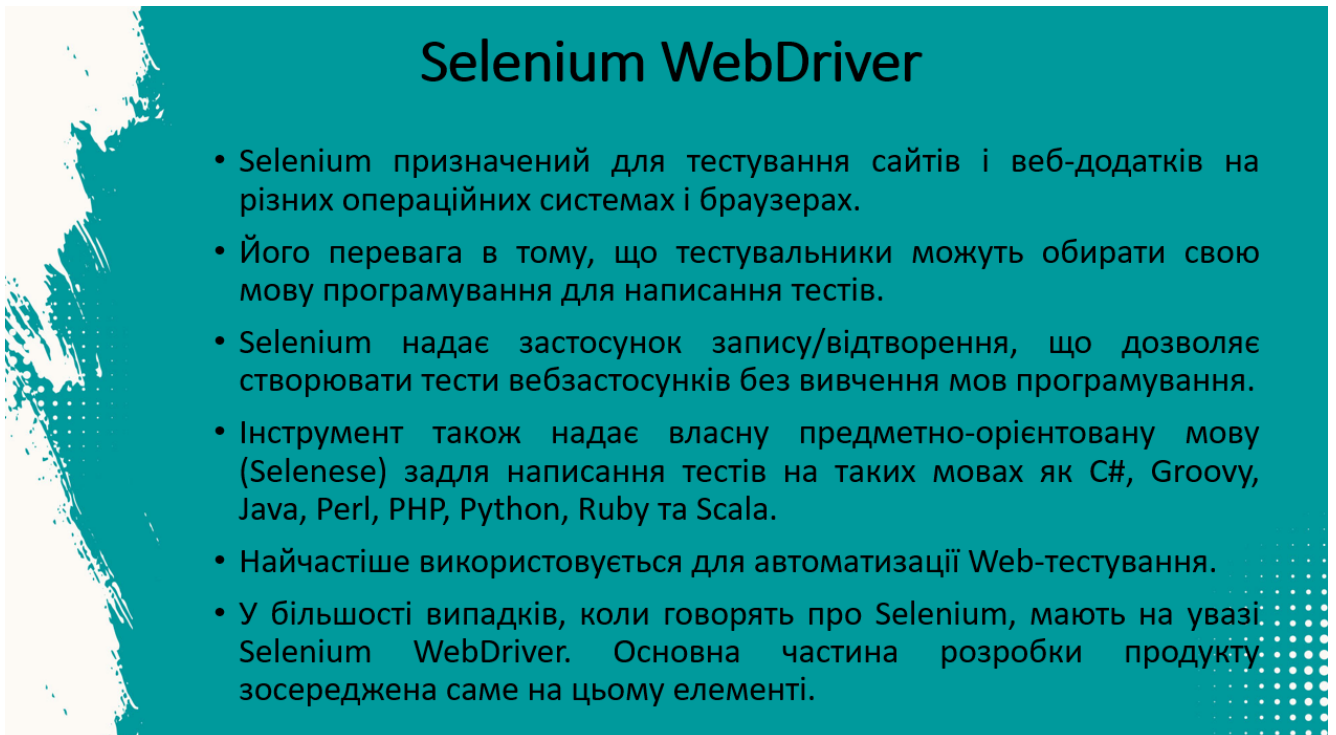 Selenium WebDriver
• Selenium призначений для тестування сайтів і веб-додатків на
різних операційних системах і браузерах.
• Його перевага в тому, що тестувальники можуть обирати свою
мову програмування для написання тестів.
• Selenium надає застосунок запису/відтворення, що дозволяє
створювати тести вебзастосунків без вивчення мов програмування.
• Інструмент також надає власну предметно-орієнтовану мову
(Selenese) задля написання тестів на таких мовах як C#, Groovy,
Java, Perl, PHP, Python, Ruby та Scala.
• Найчастіше використовується для автоматизації Web-тестування.
• У більшості випадків, коли говорять про Selenium, мають на увазі
Selenium WebDriver. Основна частина розробки продукту
зосереджена саме на цьому елементі.